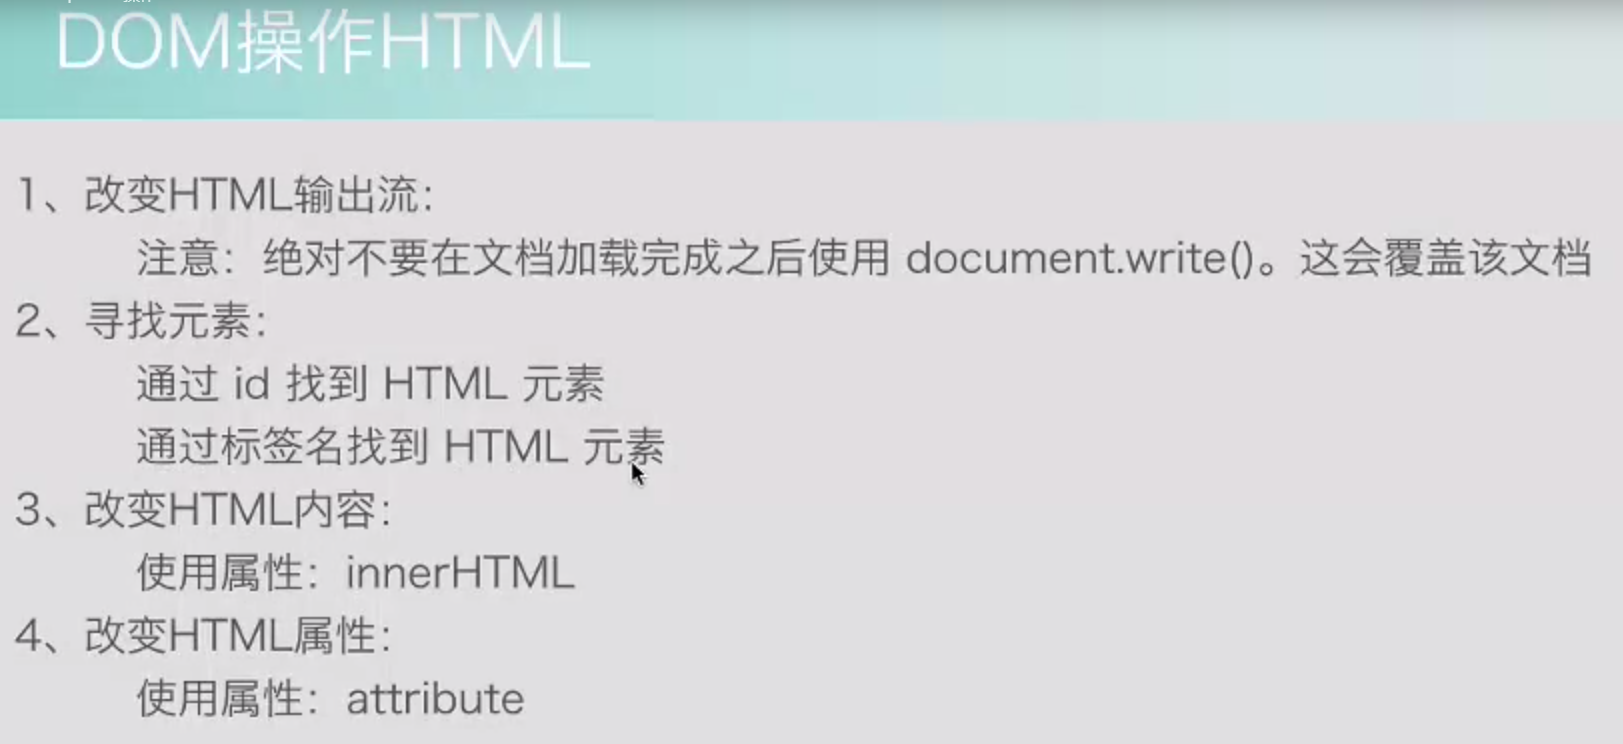 DOM操作HTML
1、改变HTML输出流：
注意：绝对不要在文档加载完成之后使用 document.write()。这会覆盖该文档
2、寻找元素：
通过 id 找到 HTML 元素
通过标签名找到 HTML 元素
3、改变HTML内容：
使用属性：innerHTML
4、改变HTML属性：
使用属性：attribute